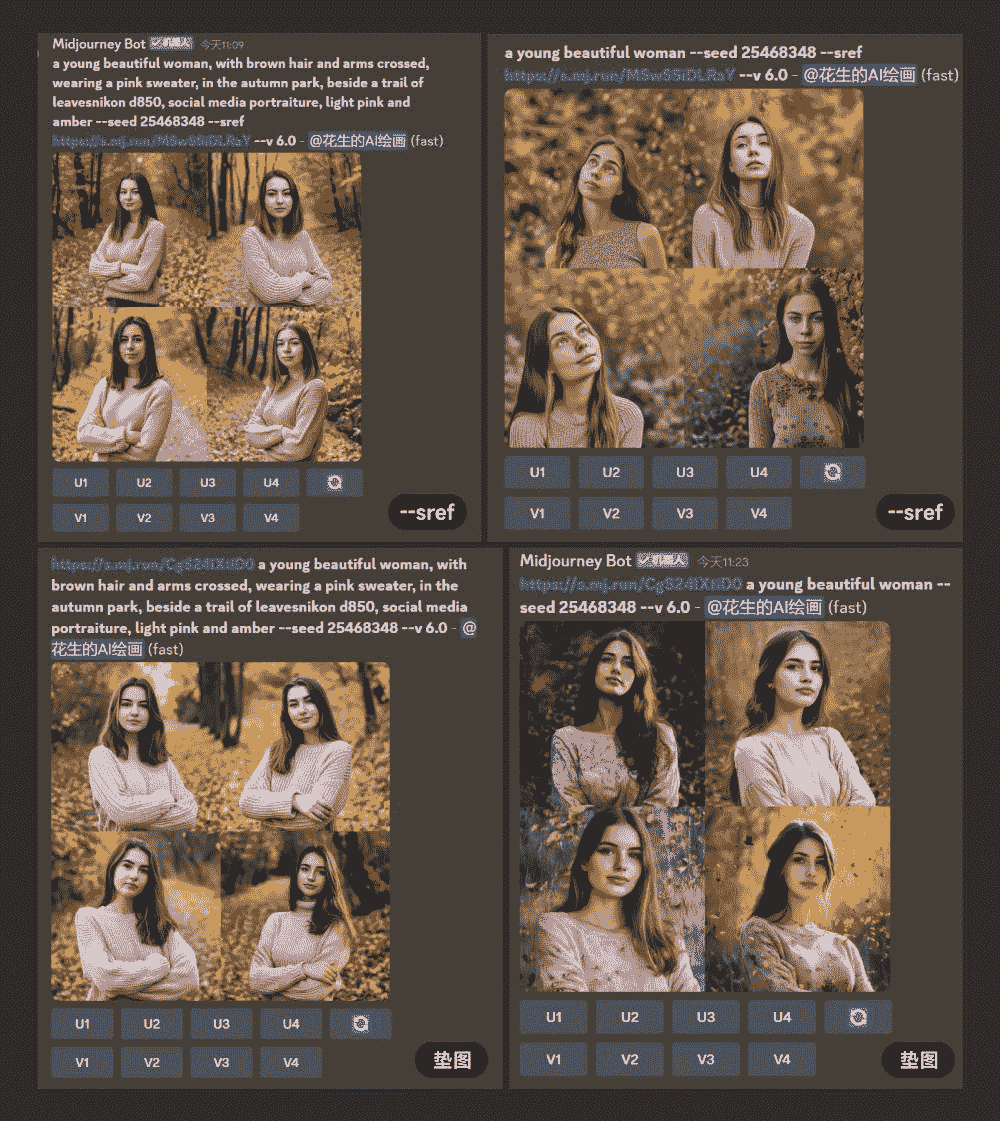 Midjourney Bot ✓机器人 今天11:09
a young beautiful woman, with brown hair and arms crossed,
wearing a pink sweater, in the autumn park, beside a trail of
leavesnikon d850, social media portraiture, light pink and
amber --seed 25468348 --sref
--v 6.0 - @花生的AI绘画 (fast)
U1 U2 U3 U4
V1 V2 V3 V4
--sref
a young beautiful woman --seed 25468348 --sref
--v 6.0 - @花生的AI绘画 (fast)
U1 U2 U3 U4
V1 V2 V3 V4
--sref
a young beautiful woman, with
brown hair and arms crossed, wearing a pink sweater, in the
autumn park, beside a trail of leavesnikon d850, social media
portraiture, light pink and amber --seed 25468348 --v 6.0 - @
花生的AI绘画 (fast)
U1 U2 U3 U4
V1 V2 V3 V4
垫图
Midjourney Bot ✓机器人 今天11:23
a young beautiful woman --
seed 25468348 --v 6.0 - @花生的AI绘画 (fast)
U1 U2 U3 U4
V1 V2 V3 V4
垫图